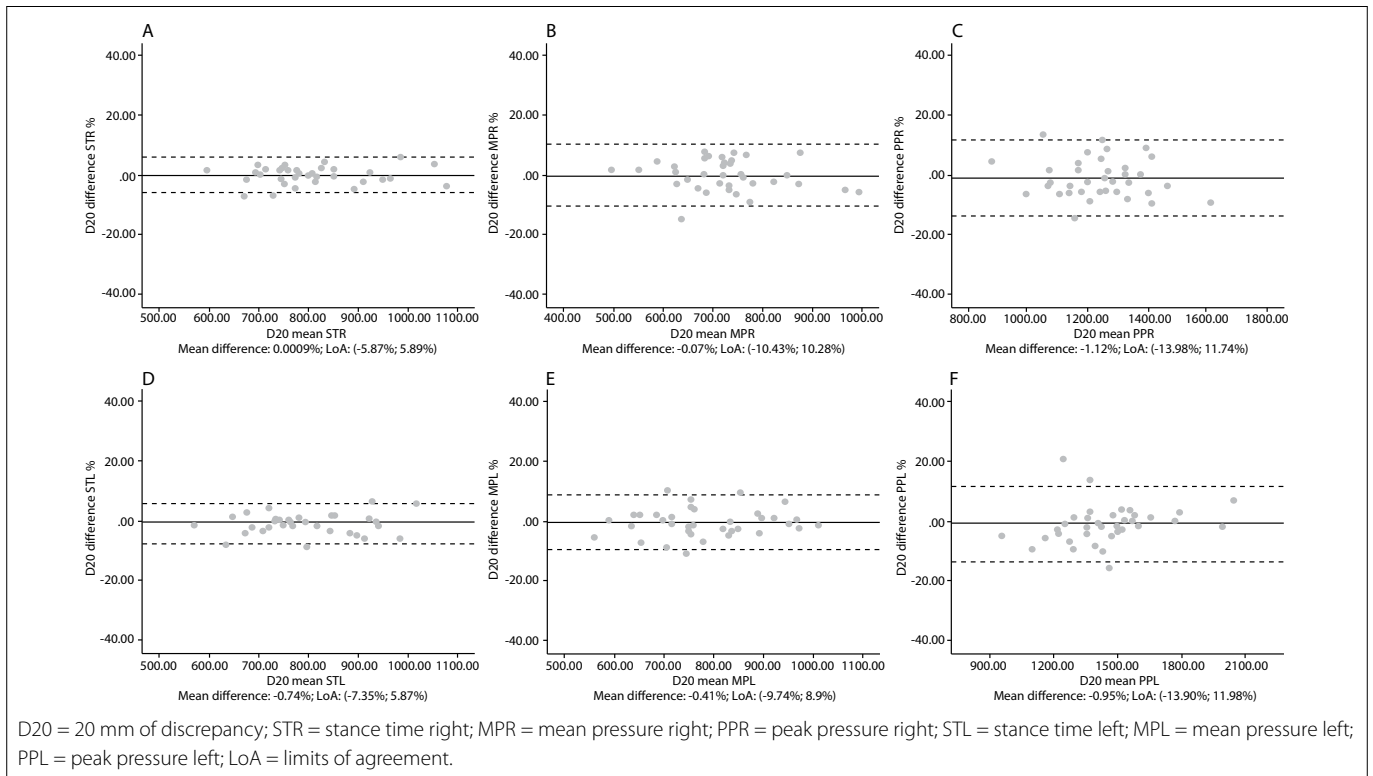 A
40.00
20.00
.00
-20.00
-40.00
D20 difference STR %
500.00 600.00 700.00 800.00 900.00 1000.00 1100.00
D20 mean STR
Mean difference: 0.0009%; LoA: (-5.87%; 5.89%)
B
40.00
20.00
.00
-20.00
-40.00
D20 difference MPR %
400.00 500.00 600.00 700.00 800.00 900.00 1000.00
D20 mean MPR
Mean difference: -0.07%; LoA: (-10.43%; 10.28%)
C
40.00
20.00
.00
-20.00
-40.00
D20 difference PPR %
800.00 1000.00 1200.00 1400.00 1600.00 1800.00
D20 mean PPR
Mean difference: -1.12%; LoA: (-13.98%; 11.74%)
D
40.00
20.00
.00
-20.00
-40.00
D20 difference STL %
500.00 600.00 700.00 800.00 900.00 1000.00 1100.00
D20 mean STL
Mean difference: -0.74%; LoA: (-7.35%; 5.87%)
E
40.00
20.00
.00
-20.00
-40.00
D20 difference MPL %
500.00 600.00 700.00 800.00 900.00 1000.00 1100.00
D20 mean MPL
Mean difference: -0.41%; LoA: (-9.74%; 8.9%)
F
40.00
20.00
.00
-20.00
-40.00
D20 difference PPL %
900.00 1200.00 1500.00 1800.00 2100.00
D20 mean PPL
Mean difference: -0.95%; LoA: (-13.90%; 11.98%)
D20 = 20 mm of discrepancy; STR = stance time right; MPR = mean pressure right; PPR = peak pressure right; STL = stance time left; MPL = mean pressure left;
PPL = peak pressure left; LoA = limits of agreement.